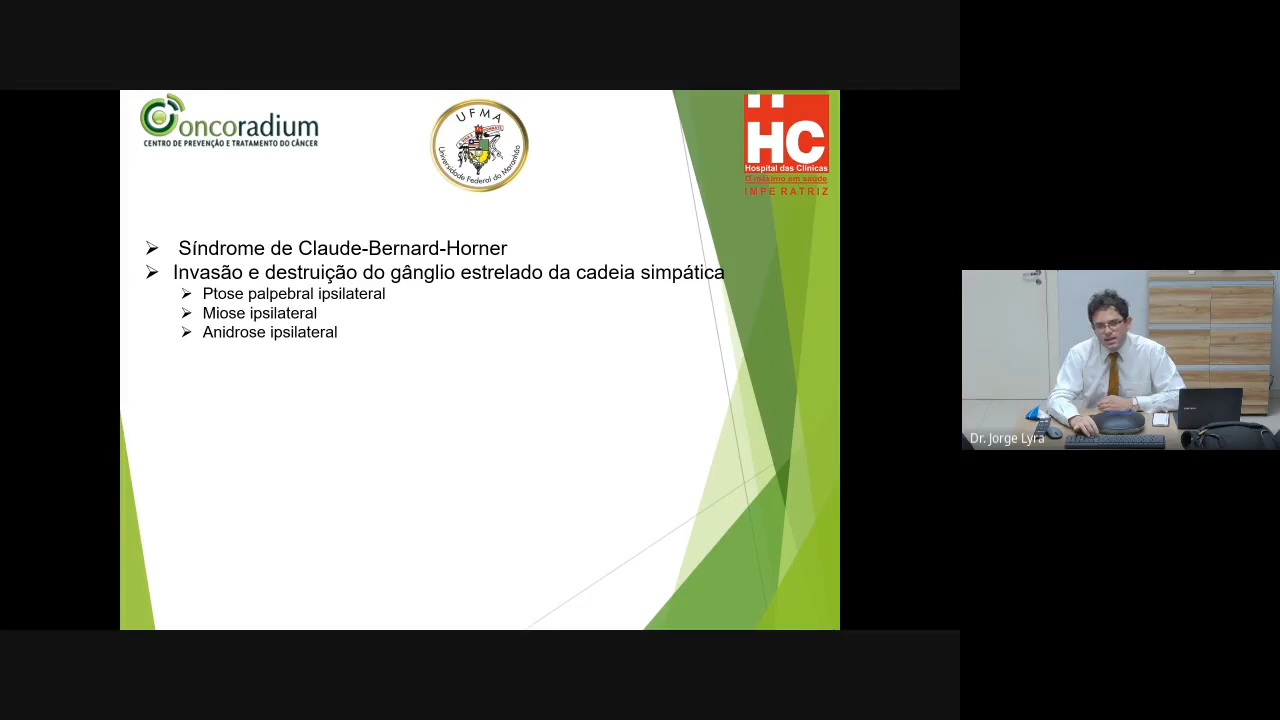 oncoradium
CENTRO DE PREVENÇÃO E TRATAMENTO DO CÂNCER
UFMA
Universidade Federal do Maranhão
HC
Hospital das Clínicas
O máximo em saúde
IMPERATRIZ
Síndrome de Claude-Bernard-Horner
Invasão e destruição do gânglio estrelado da cadeia simpática
Ptose palpebral ipsilateral
Miose ipsilateral
Anidrose ipsilateral
Dr. Jorge Lyra